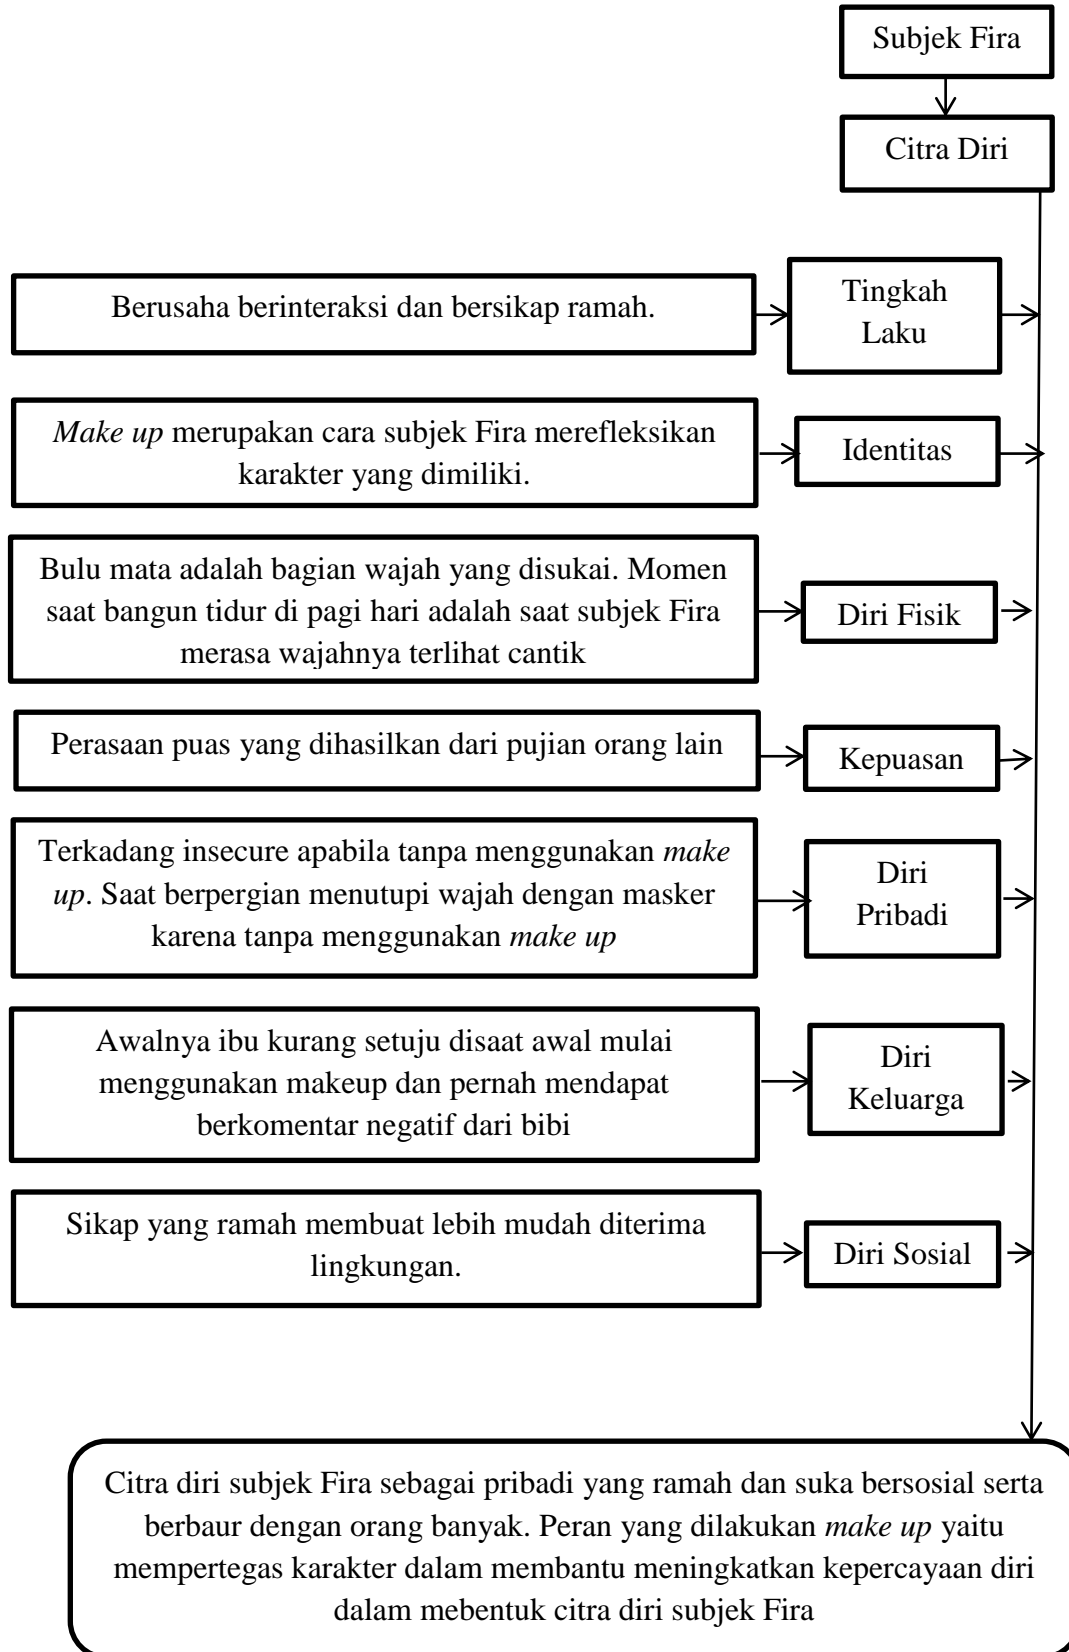 Subjek Fira
Citra Diri
Berusaha berinteraksi dan bersikap ramah.
Tingkah
Laku
Make up merupakan cara subjek Fira merefleksikan
karakter yang dimiliki.
Identitas
Bulu mata adalah bagian wajah yang disukai. Momen
saat bangun tidur di pagi hari adalah saat subjek Fira
merasa wajahnya terlihat cantik
Diri Fisik
Perasaan puas yang dihasilkan dari pujian orang lain
Kepuasan
Terkadang insecure apabila tanpa menggunakan make
up. Saat berpergian menutupi wajah dengan masker
karena tanpa menggunakan make up
Diri
Pribadi
Awalnya ibu kurang setuju disaat awal mulai
menggunakan makeup dan pernah mendapat
berkomentar negatif dari bibi
Diri
Keluarga
Sikap yang ramah membuat lebih mudah diterima
lingkungan.
Diri Sosial
Citra diri subjek Fira sebagai pribadi yang ramah dan suka bersosial serta
berbaur dengan orang banyak. Peran yang dilakukan make up yaitu
mempertegas karakter dalam membantu meningkatkan kepercayaan diri
dalam mebentuk citra diri subjek Fira